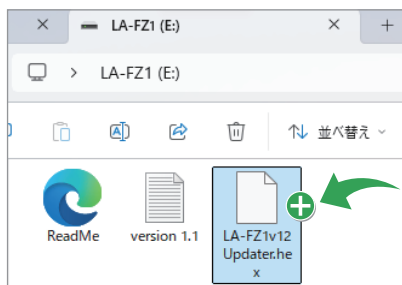 LA-FZ1 (E:)
LA-FZ1 (E:)
並べ替え
ReadMe
version 1.1
LA-FZ1v12
Updater.he
x